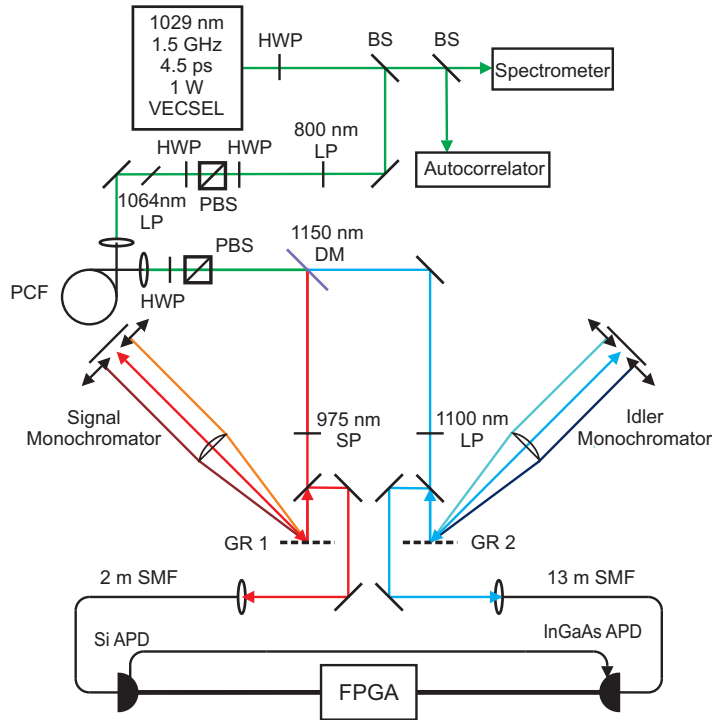 1029 nm
1.5 GHz
4.5 ps
1 W
VECSEL
HWP
BS
BS
Spectrometer
Autocorrelator
800 nm
LP
HWP
HWP
PBS
1064nm
LP
PCF
HWP
PBS
1150 nm
DM
Signal
Monochromator
975 nm
SP
1100 nm
LP
Idler
Monochromator
GR 1
GR 2
2 m SMF
13 m SMF
Si APD
InGaAs APD
FPGA